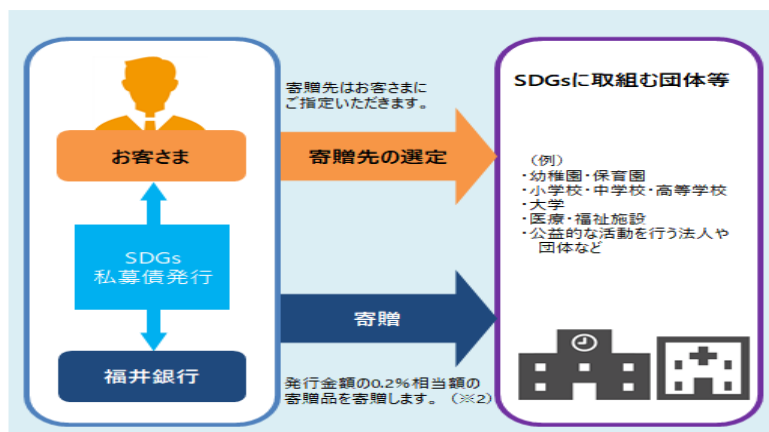 寄贈先はお客さまに
ご指定いただきます。
SDGsに取組む団体等
お客さま
寄贈先の選定
（例）
・幼稚園・保育園
・小学校・中学校・高等学校
・大学
・医療・福祉施設
・公益的な活動を行う法人や
団体など
SDGs
私募債発行
寄贈
福井銀行
発行金額の0.2%相当額の
寄贈品を寄贈します。（※2）